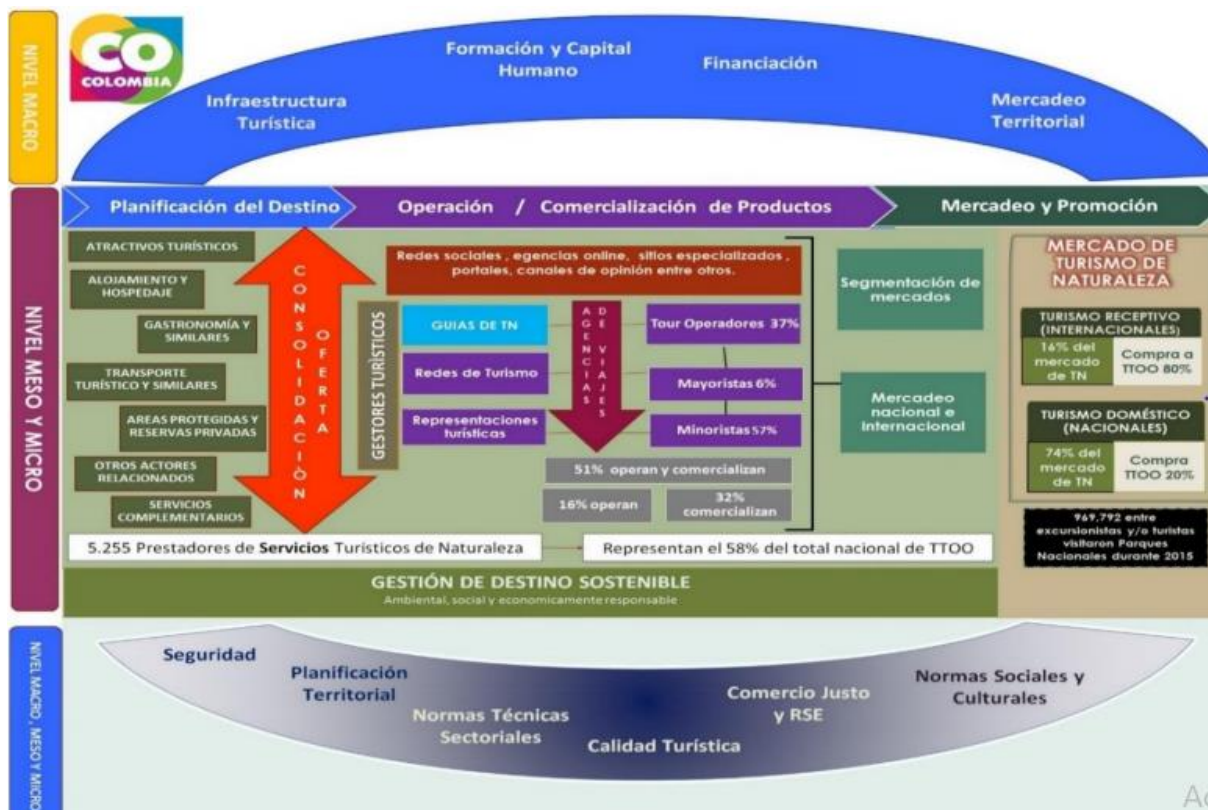 NIVEL MACRO
CO
COLOMBIA
Infraestructura
Turística
Formación y Capital
Humano
Financiación
Mercadeo
Territorial
NIVEL MESO Y MICRO
Planificación del Destino
Operación / Comercialización de Productos
Mercadeo y Promoción
ATRACTIVOS TURÍSTICOS
ALOJAMIENTO Y
HOSPEDAJE
GASTRONOMÍA Y
SIMILARES
TRANSPORTE
TURÍSTICO Y SIMILARES
AREAS PROTEGIDAS Y
RESERVAS PRIVADAS
OTROS ACTORES
RELACIONADOS
SERVICIOS
COMPLEMENTARIOS
CONSOLIDACIÓN
OFERTA
Redes sociales , egencias online, sitios especializados ,
portales, canales de opinión entre otros.
GESTORES TURÌSTICOS
GUIAS DE TN
Redes de Turismo
Representaciones
turísticas
AGENCIAS
DE VIAJES
Tour Operadores 37%
Mayoristas 6%
Minoristas 57%
51% operan y comercializan
16% operan
32%
comercializan
Segmentación de
mercados
Mercadeo
nacional e
Internacional
MERCADO DE
TURISMO DE
NATURALEZA
TURISMO RECEPTIVO
(INTERNACIONALES)
16% del
mercado
de TN
Compra a
TTOO 80%
TURISMO DOMÉSTICO
(NACIONALES)
74% del
mercado
de TN
Compra
TTOO 20%
969,792 entre
excursionistas y/o turistas
visitaron Parques
Nacionales durante 2015
5.255 Prestadores de Servicios Turísticos de Naturaleza
Representan el 58% del total nacional de TTOO
GESTIÓN DE DESTINO SOSTENIBLE
Ambiental, social y economicamente responsable
NIVEL MACRO , MESO Y MICRO
Seguridad
Planificación
Territorial
Normas Técnicas
Sectoriales
Calidad Turística
Comercio Justo
y RSE
Normas Sociales y
Culturales